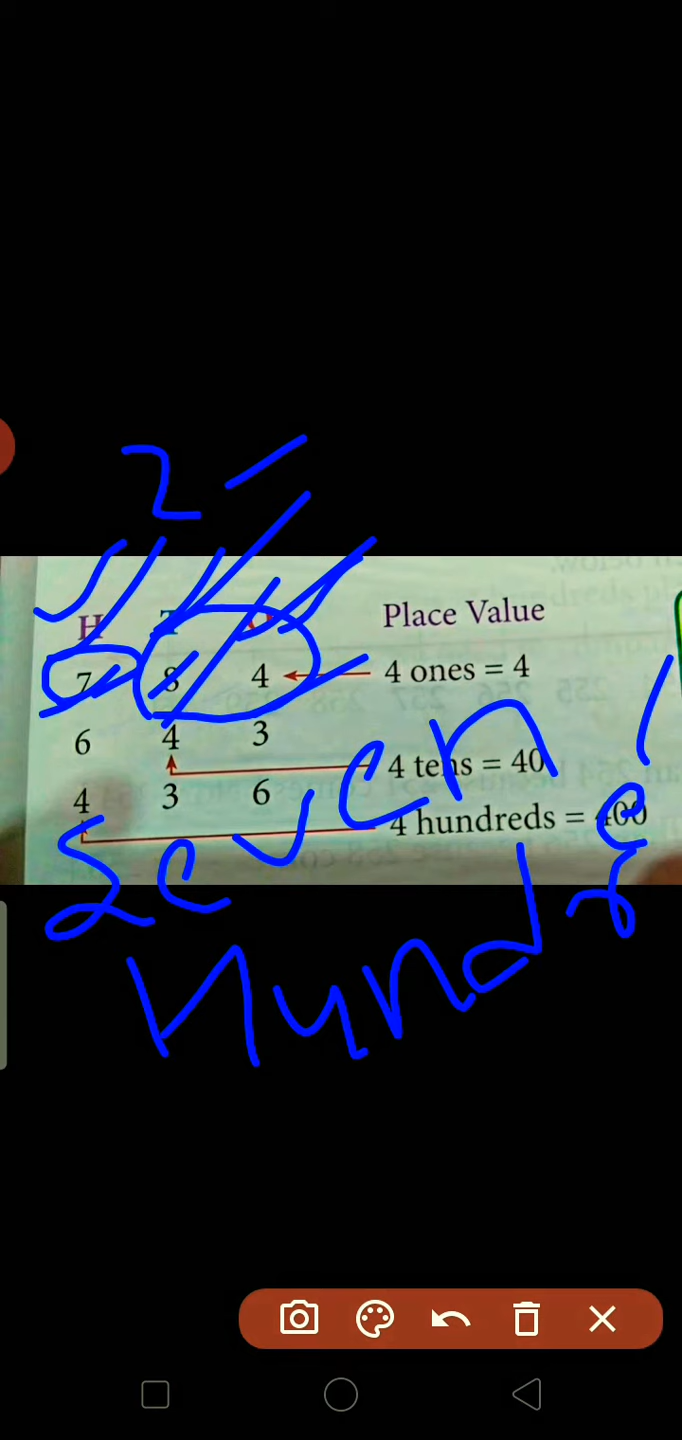 2
H T O Place Value
7 8 4 4 ones = 4
6 4 3
4 tens = 40
4 3 6
4 hundreds = 400
Seven
Hundre